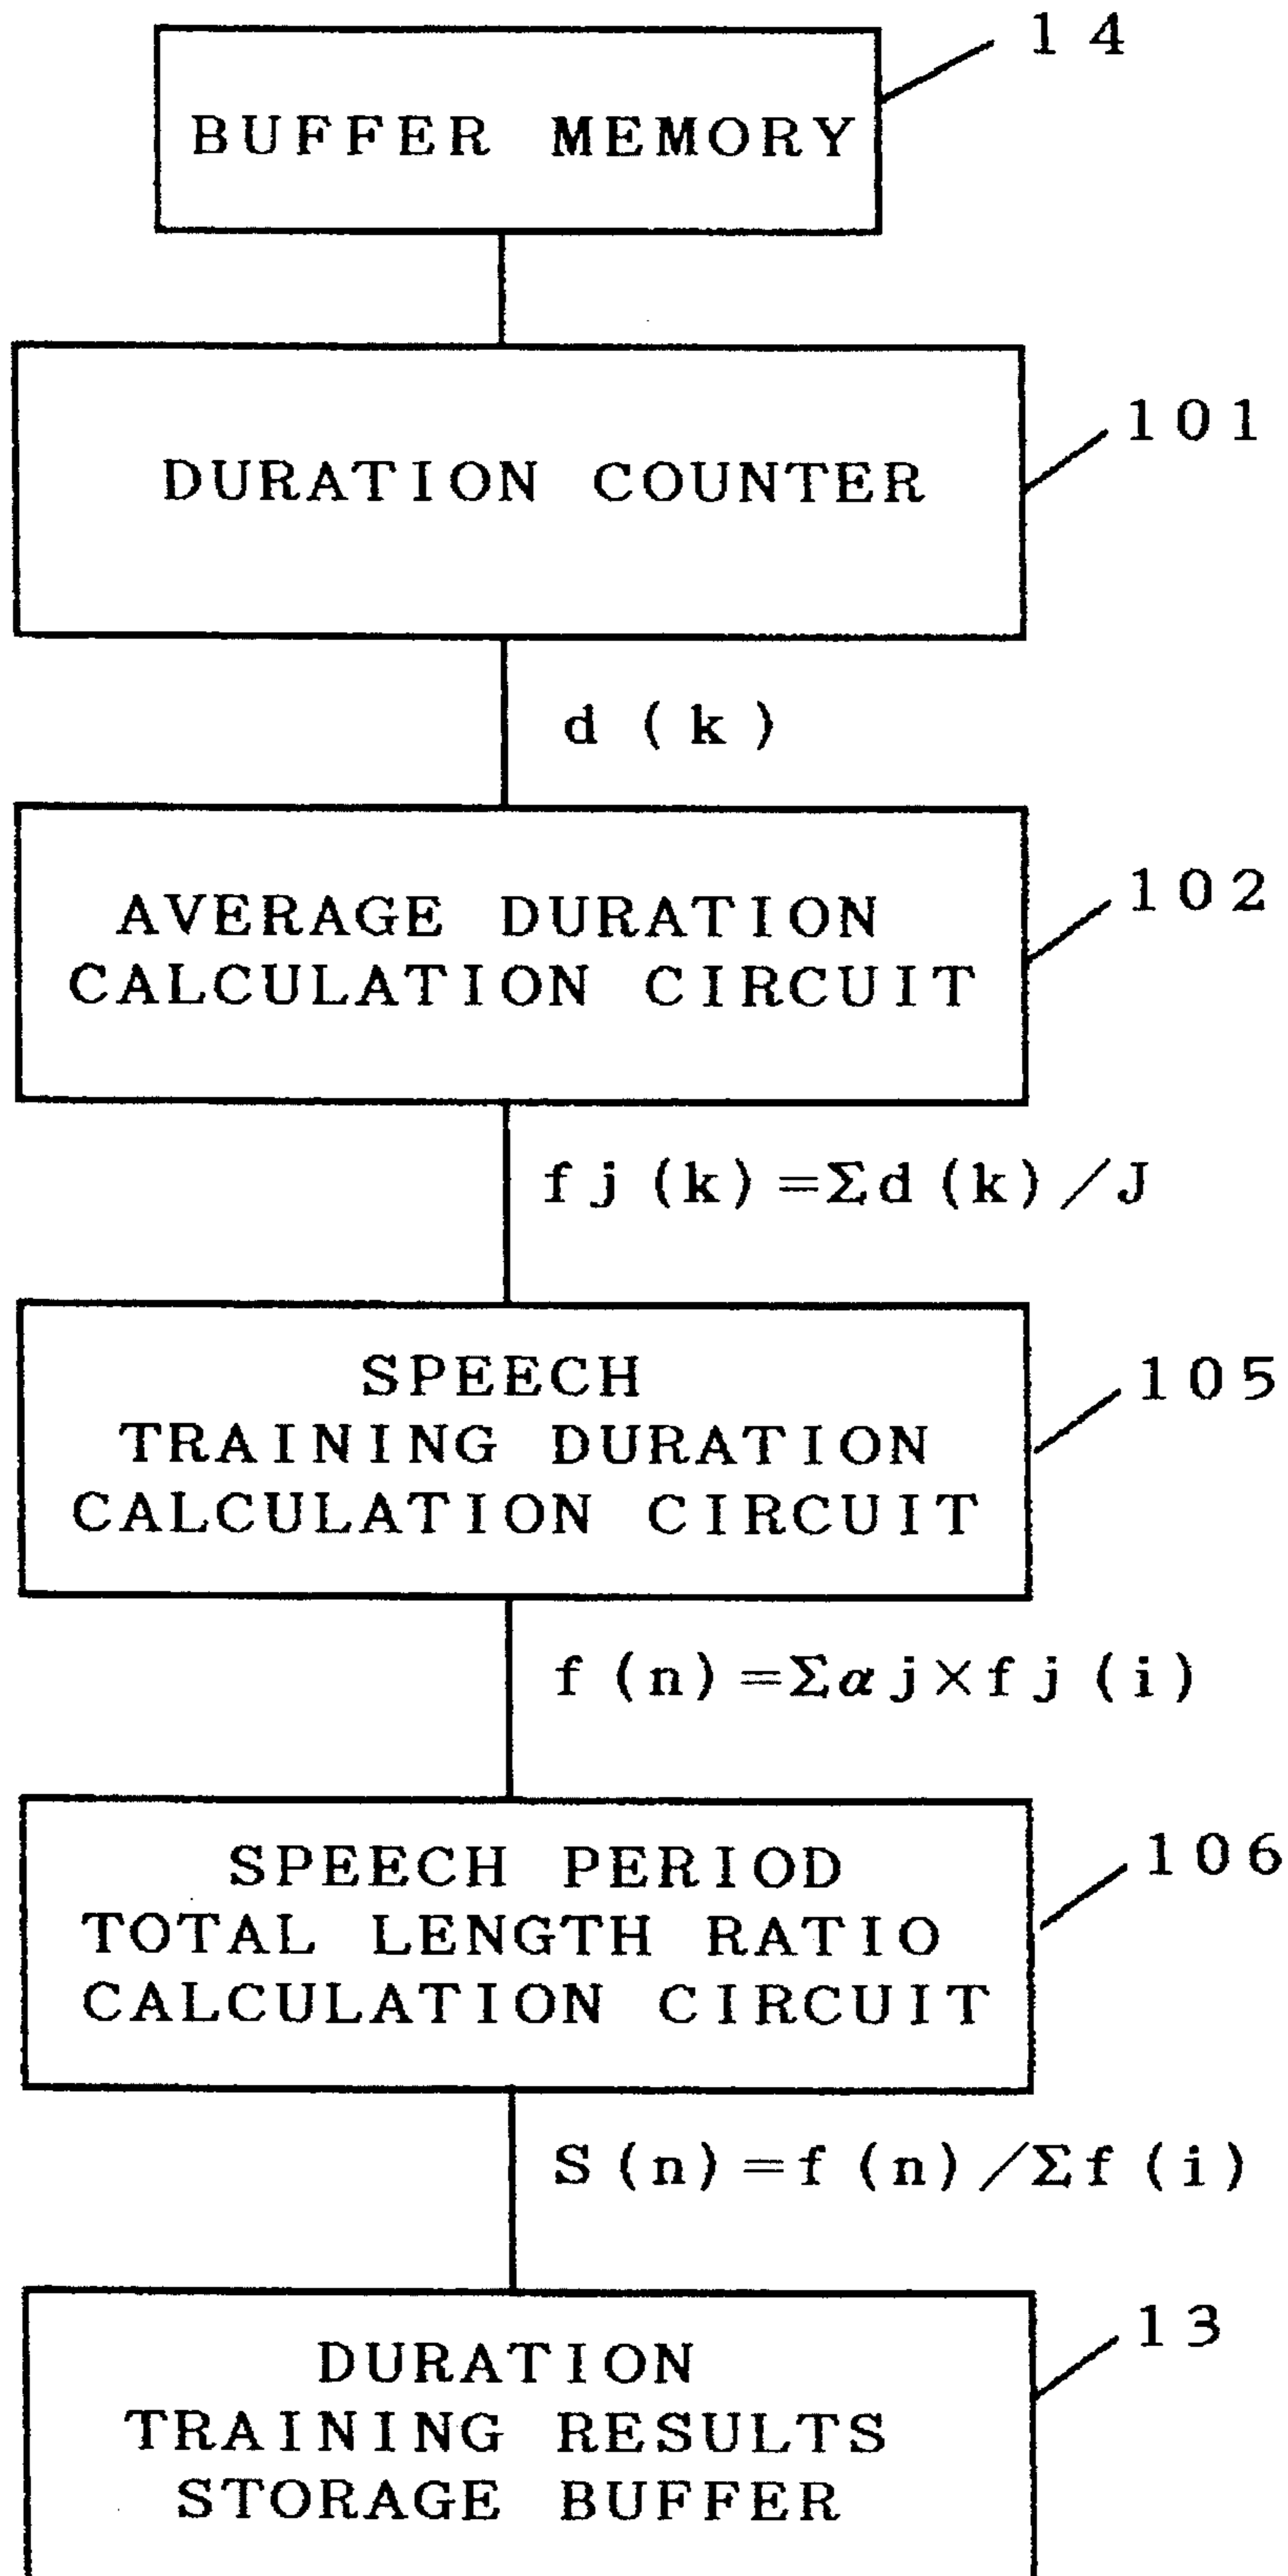 14
BUFFER MEMORY
101
DURATION COUNTER
d(k)
102
AVERAGE DURATION
CALCULATION CIRCUIT
fj(k)=Σd(k)/J
105
SPEECH
TRAINING DURATION
CALCULATION CIRCUIT
f(n)=Σαj×fj(i)
106
SPEECH PERIOD
TOTAL LENGTH RATIO
CALCULATION CIRCUIT
S(n)=f(n)/Σf(i)
13
DURATION
TRAINING RESULTS
STORAGE BUFFER